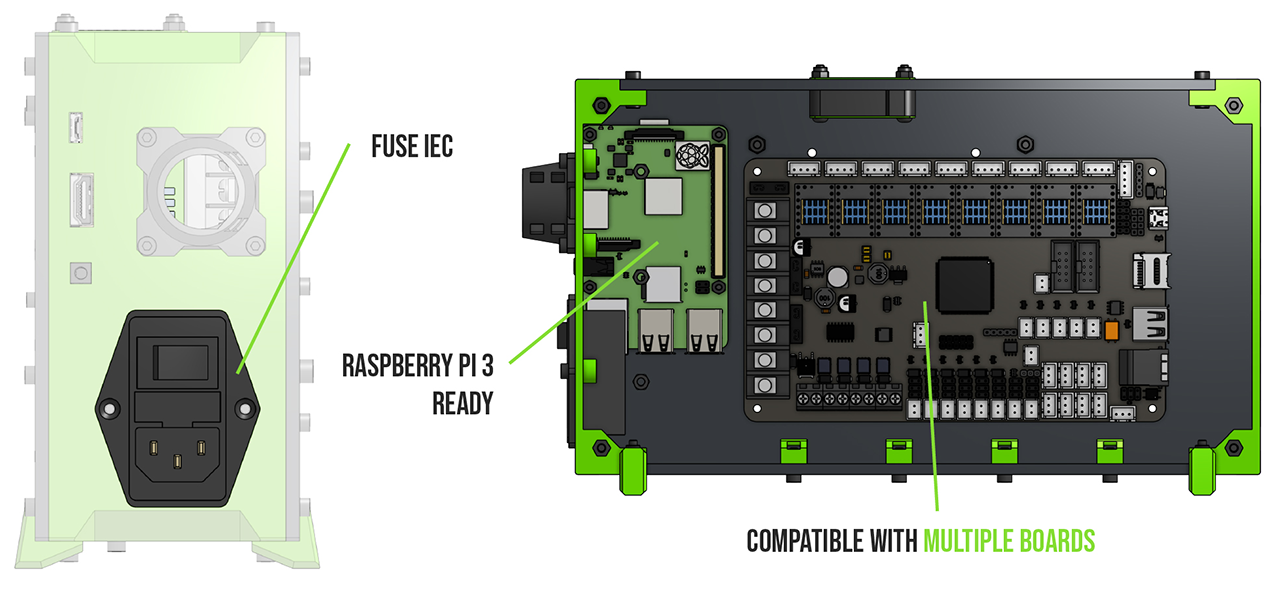 FUSE IEC
RASPBERRY PI 3
READY
COMPATIBLE WITH MULTIPLE BOARDS